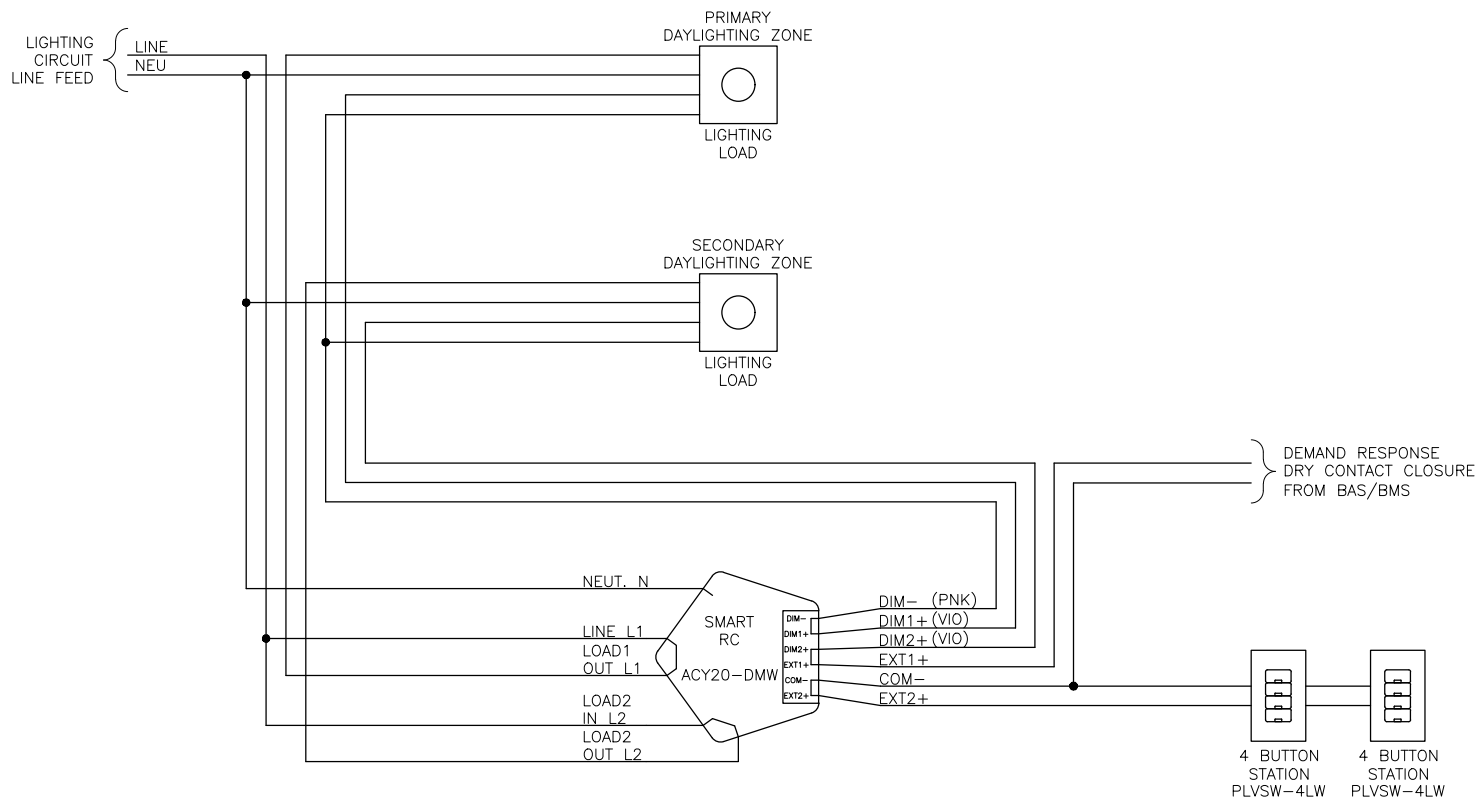 PRIMARY
DAYLIGHTING ZONE
LIGHTING
CIRCUIT
LINE FEED
LINE
NEU
LIGHTING
LOAD
SECONDARY
DAYLIGHTING ZONE
LIGHTING
LOAD
DEMAND RESPONSE
DRY CONTACT CLOSURE
FROM BAS/BMS
NEUT. N
LINE L1
LOAD1
OUT L1
LOAD2
IN L2
LOAD2
OUT L2
SMART
RC
ACY20-DMW
DIM-
DIM1+
DIM2+
EXT1+
COM-
EXT2+
DIM- (PNK)
DIM1+ (VIO)
DIM2+ (VIO)
EXT1+
COM-
EXT2+
4 BUTTON
STATION
PLVSW-4LW
4 BUTTON
STATION
PLVSW-4LW